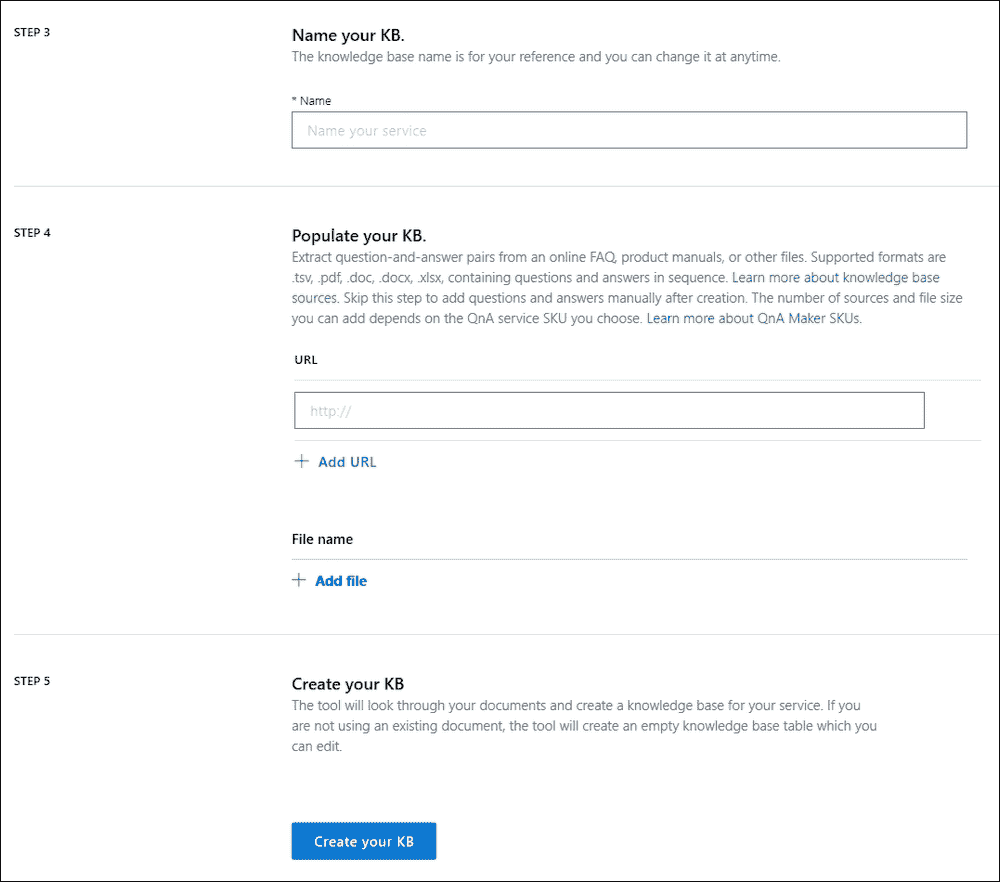 STEP 3
Name your KB.
The knowledge base name is for your reference and you can change it at anytime.
* Name
Name your service
STEP 4
Populate your KB.
Extract question-and-answer pairs from an online FAQ, product manuals, or other files. Supported formats are
.tsv, .pdf, .doc, .docx, .xlsx, containing questions and answers in sequence. Learn more about knowledge base
sources. Skip this step to add questions and answers manually after creation. The number of sources and file size
you can add depends on the QnA service SKU you choose. Learn more about QnA Maker SKUs.
URL
http://
+ Add URL
File name
+ Add file
STEP 5
Create your KB
The tool will look through your documents and create a knowledge base for your service. If you
are not using an existing document, the tool will create an empty knowledge base table which you
can edit.
Create your KB